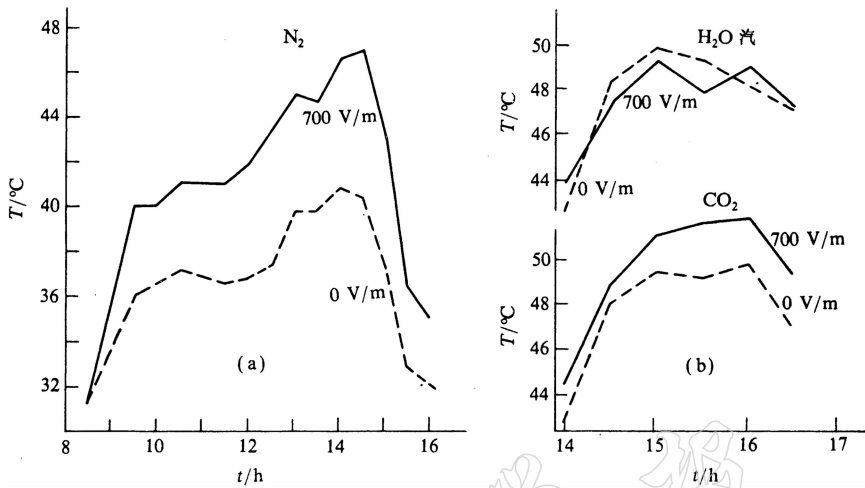 N₂
T/℃
48
44
40
36
32
700 V/m
0 V/m
(a)
8
10
12
14
16
t/h
H₂O 汽
T/℃
50
48
46
44
700 V/m
0 V/m
CO₂
T/℃
50
48
46
44
700 V/m
0 V/m
(b)
14
15
16
17
t/h